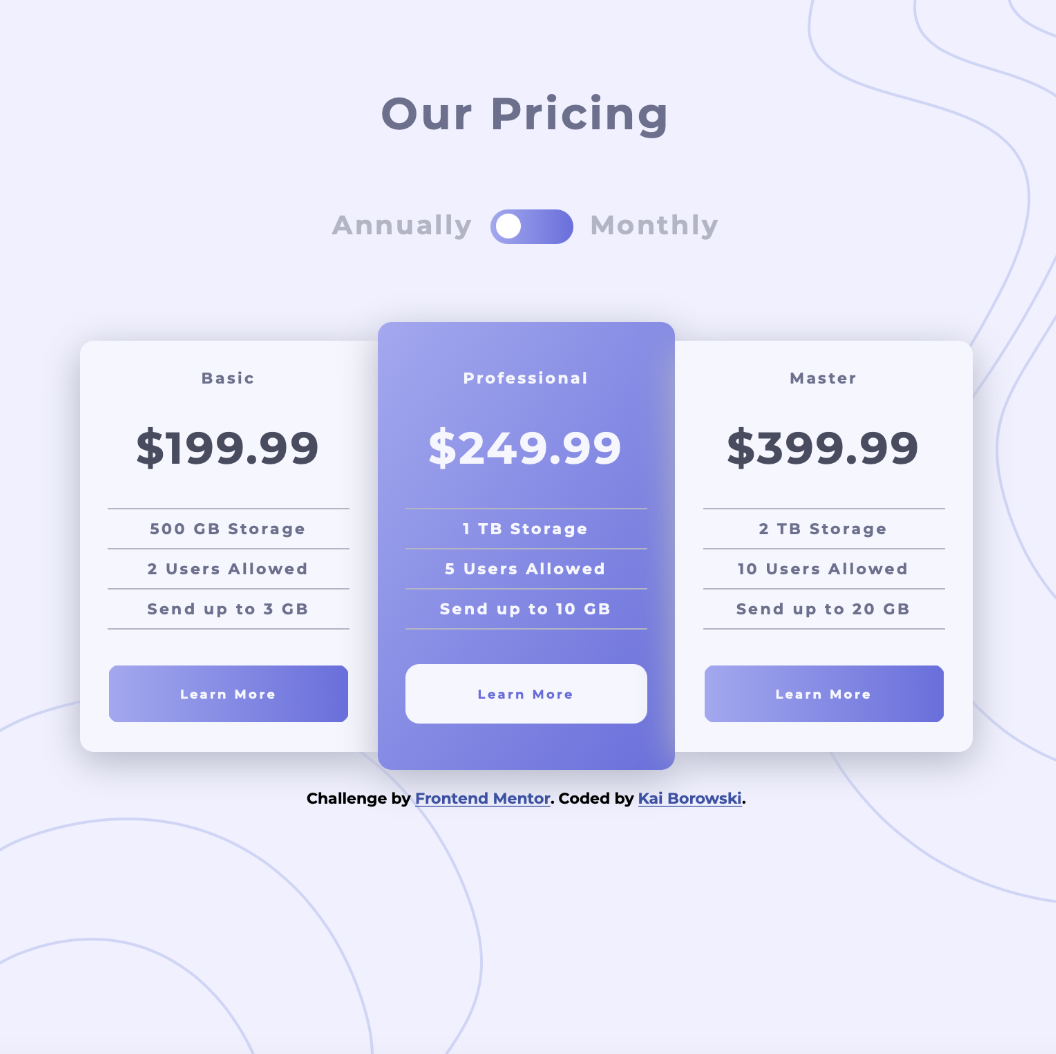 Our Pricing
Annually Monthly
Basic
$199.99
500 GB Storage
2 Users Allowed
Send up to 3 GB
Learn More
Professional
$249.99
1 TB Storage
5 Users Allowed
Send up to 10 GB
Learn More
Master
$399.99
2 TB Storage
10 Users Allowed
Send up to 20 GB
Learn More
Challenge by Frontend Mentor. Coded by Kai Borowski.